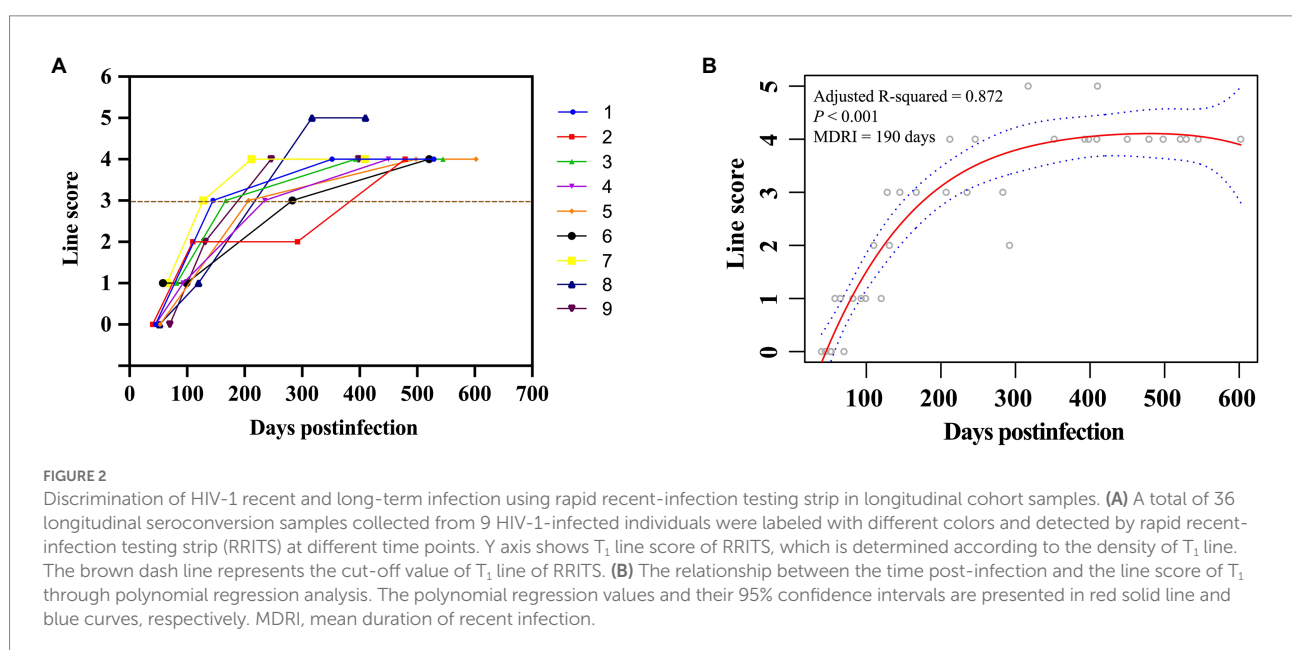 A
6
5
4
3
2
1
0
Line score
0 100 200 300 400 500 600 700
Days postinfection
1
2
3
4
5
6
7
8
9
B
Adjusted R-squared = 0.872
P < 0.001
MDRI = 190 days
5
4
3
2
1
0
Line score
100 200 300 400 500 600
Days postinfection
FIGURE 2
Discrimination of HIV-1 recent and long-term infection using rapid recent-infection testing strip in longitudinal cohort samples. (A) A total of 36
longitudinal seroconversion samples collected from 9 HIV-1-infected individuals were labeled with different colors and detected by rapid recent-
infection testing strip (RRITS) at different time points. Y axis shows T₁ line score of RRITS, which is determined according to the density of T₁ line.
The brown dash line represents the cut-off value of T₁ line of RRITS. (B) The relationship between the time post-infection and the line score of T₁
through polynomial regression analysis. The polynomial regression values and their 95% confidence intervals are presented in red solid line and
blue curves, respectively. MDRI, mean duration of recent infection.